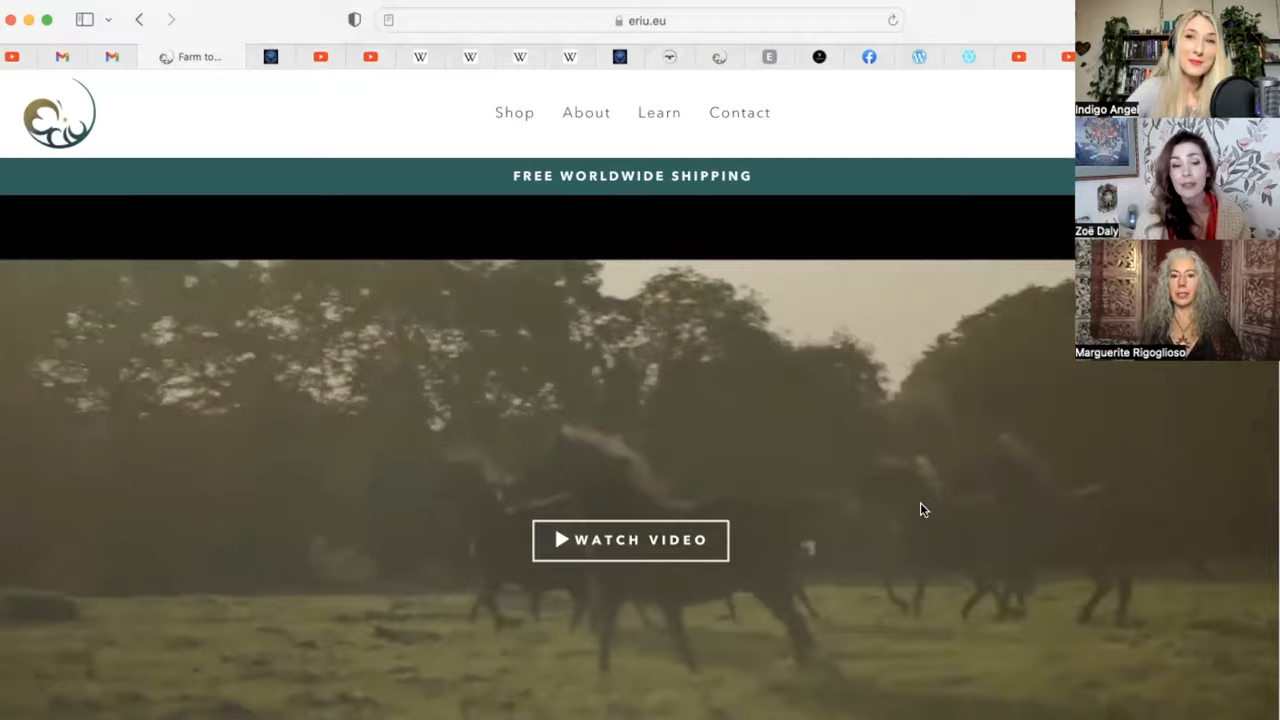 eriu.eu
Farm to...
W
W
W
W
E
Shop
About
Learn
Contact
FREE WORLDWIDE SHIPPING
WATCH VIDEO
Indigo Angel
Zoë Daly
Marguerite Rigoglioso